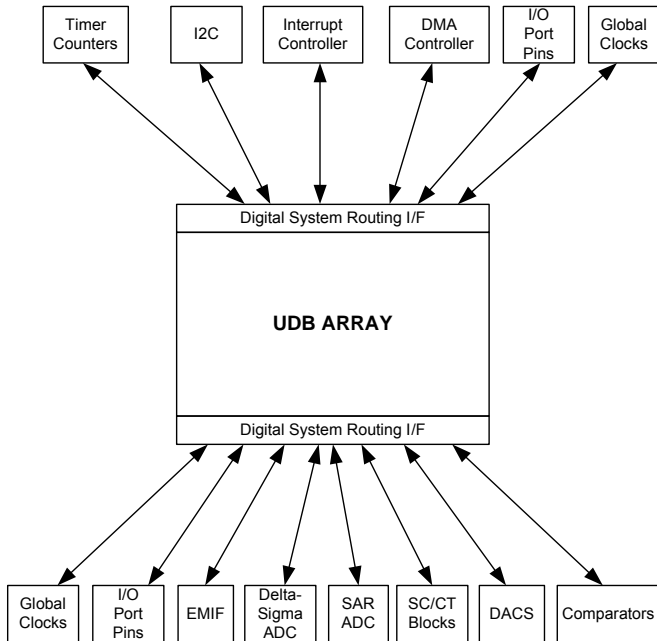 Timer
Counters
I2C
Interrupt
Controller
DMA
Controller
I/O
Port
Pins
Global
Clocks
Digital System Routing I/F
UDB ARRAY
Digital System Routing I/F
Global
Clocks
I/O
Port
Pins
EMIF
Delta-
Sigma
ADC
SAR
ADC
SC/CT
Blocks
DACS
Comparators